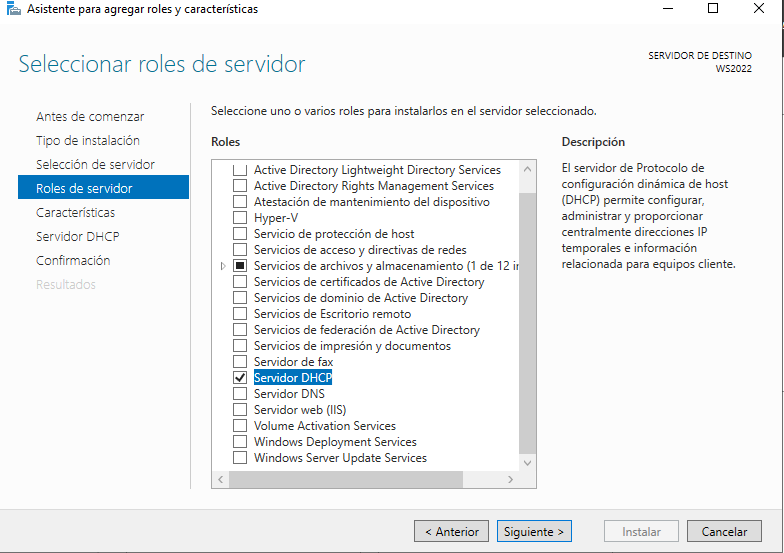 Asistente para agregar roles y características
Seleccionar roles de servidor
SERVIDOR DE DESTINO
WS2022
Antes de comenzar
Tipo de instalación
Selección de servidor
Roles de servidor
Características
Servidor DHCP
Confirmación
Resultados
Seleccione uno o varios roles para instalarlos en el servidor seleccionado.
Roles
Active Directory Lightweight Directory Services
Active Directory Rights Management Services
Atestación de mantenimiento del dispositivo
Hyper-V
Servicio de protección de host
Servicios de acceso y directivas de redes
Servicios de archivos y almacenamiento (1 de 12 in
Servicios de certificados de Active Directory
Servicios de dominio de Active Directory
Servicios de Escritorio remoto
Servicios de federación de Active Directory
Servicios de impresión y documentos
Servidor de fax
Servidor DHCP
Servidor DNS
Servidor web (IIS)
Volume Activation Services
Windows Deployment Services
Windows Server Update Services
Descripción
El servidor de Protocolo de
configuración dinámica de host
(DHCP) permite configurar,
administrar y proporcionar
centralmente direcciones IP
temporales e información
relacionada para equipos cliente.
< Anterior
Siguiente >
Instalar
Cancelar